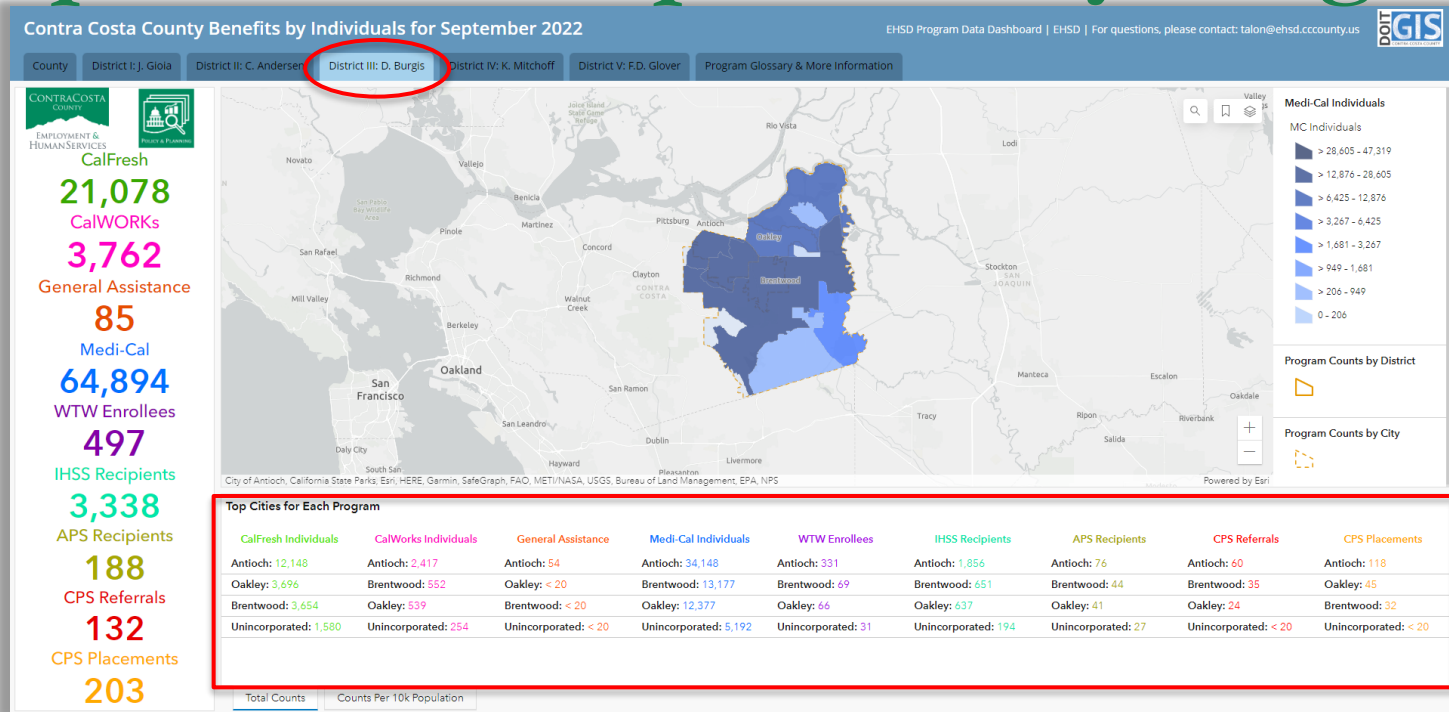 Contra Costa County Benefits by Individuals for September 2022
EHSD Program Data Dashboard | EHSD | For questions, please contact: talon@ehsd.cccounty.us
DOIT GIS
County District I: J. Gioia District II: C. Andersen District III: D. Burgis District IV: K. Mitchoff District V: F.D. Glover Program Glossary & More Information
CONTRA COSTA
COUNTY
EMPLOYMENT &
HUMAN SERVICES
POLICY & PLANNING
CalFresh
21,078
CalWORKs
3,762
General Assistance
85
Medi-Cal
64,894
WTW Enrollees
497
IHSS Recipients
3,338
APS Recipients
188
CPS Referrals
132
CPS Placements
203
Joice Island
State Game
Refuge
Rio Vista
Valley
Lodi
Novato
Vallejo
Benicia
San Pablo
Bay Wildlife
Area
Martinez
Pittsburg
Antioch
Pinole
Oakley
San Rafael
Concord
Richmond
Clayton
CONTRA
COSTA
Brentwood
Stockton
SAN
JOAQUIN
Mill Valley
Walnut
Creek
Berkeley
Oakland
San
Francisco
San Ramon
Manteca
Escalon
Oakdale
San Leandro
Tracy
Ripon
Riverbank
Salida
Daly City
Dublin
Livermore
South San
Hayward
Pleasanton
Medi-Cal Individuals
MC Individuals
> 28,605 - 47,319
> 12,876 - 28,605
> 6,425 - 12,876
> 3,267 - 6,425
> 1,681 - 3,267
> 949 - 1,681
> 206 - 949
0 - 206
Program Counts by District
Program Counts by City
City of Antioch, California State Parks, Esri, HERE, Garmin, SafeGraph, FAO, METI/NASA, USGS, Bureau of Land Management, EPA, NPS
Powered by Esri
Top Cities for Each Program
CalFresh Individuals CalWorks Individuals General Assistance Medi-Cal Individuals WTW Enrollees IHSS Recipients APS Recipients CPS Referrals CPS Placements
Antioch: 12,148 Antioch: 2,417 Antioch: 54 Antioch: 34,148 Antioch: 331 Antioch: 1,856 Antioch: 76 Antioch: 60 Antioch: 118
Oakley: 3,696 Brentwood: 552 Oakley: < 20 Brentwood: 13,177 Brentwood: 69 Brentwood: 651 Brentwood: 44 Brentwood: 35 Oakley: 45
Brentwood: 3,654 Oakley: 539 Brentwood: < 20 Oakley: 12,377 Oakley: 66 Oakley: 637 Oakley: 41 Oakley: 24 Brentwood: 32
Unincorporated: 1,580 Unincorporated: 254 Unincorporated: < 20 Unincorporated: 5,192 Unincorporated: 31 Unincorporated: 194 Unincorporated: 27 Unincorporated: < 20 Unincorporated: < 20
Total Counts Counts Per 10k Population